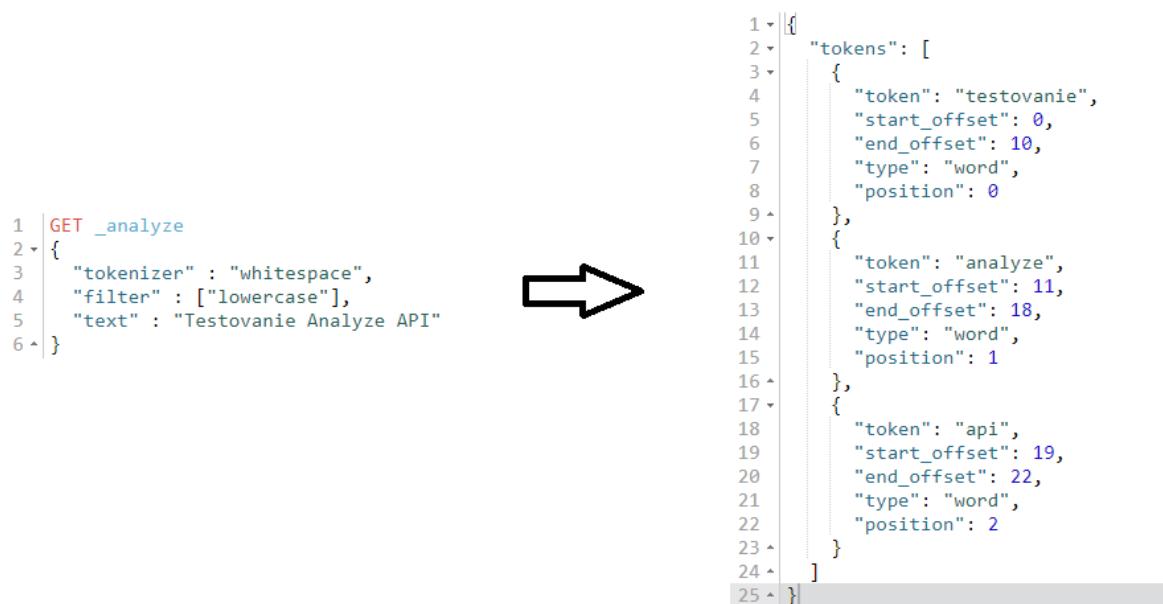 1 GET _analyze
2 {
3 "tokenizer" : "whitespace",
4 "filter" : ["lowercase"],
5 "text" : "Testovanie Analyze API"
6 }
1 {
2 "tokens": [
3 {
4 "token": "testovanie",
5 "start_offset": 0,
6 "end_offset": 10,
7 "type": "word",
8 "position": 0
9 },
10 {
11 "token": "analyze",
12 "start_offset": 11,
13 "end_offset": 18,
14 "type": "word",
15 "position": 1
16 },
17 {
18 "token": "api",
19 "start_offset": 19,
20 "end_offset": 22,
21 "type": "word",
22 "position": 2
23 }
24 ]
25 }